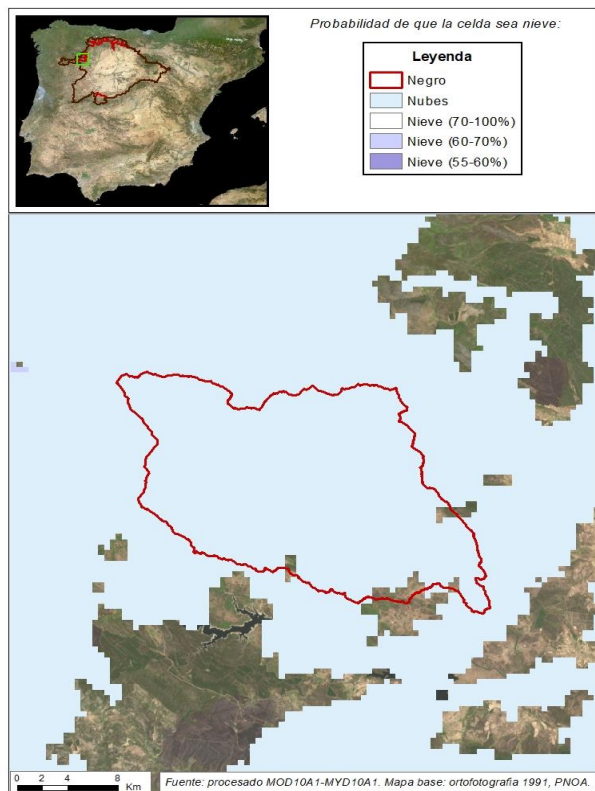 Probabilidad de que la celda sea nieve:
Leyenda
Negro
Nubes
Nieve (70-100%)
Nieve (60-70%)
Nieve (55-60%)
0 2 4 8
Km
Fuente: procesado MOD10A1-MYD10A1. Mapa base: ortofotografia 1991, PNOA.